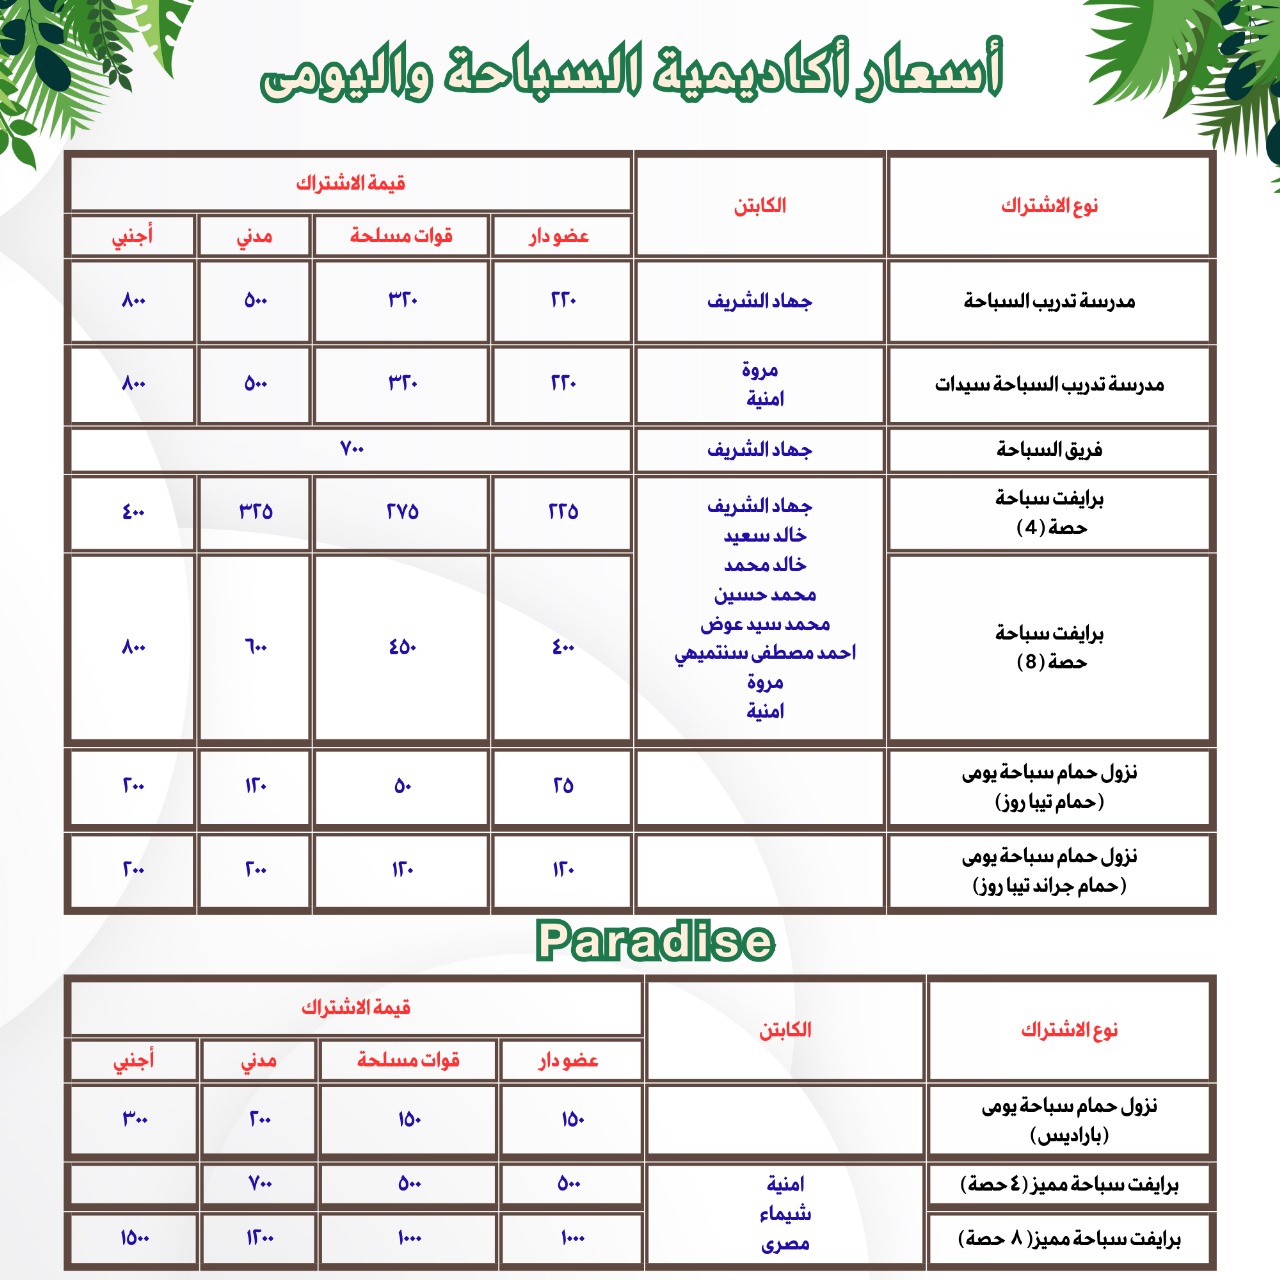 أسعار أكاديمية السباحة واليومى
نوع الاشتراك
الكابتن
قيمة الاشتراك
عضو دار
قوات مسلحة
مدني
أجنبي
مدرسة تدريب السباحة
جهاد الشريف
٢٢٠
٣٢٠
٥٠٠
٨٠٠
مدرسة تدريب السباحة سيدات
مروة
امنية
٢٢٠
٣٢٠
٥٠٠
٨٠٠
فريق السباحة
جهاد الشريف
٧٠٠
برايفت سباحة
حصة (4)
جهاد الشريف
خالد سعيد
خالد محمد
محمد حسين
محمد سيد عوض
احمد مصطفى سنتميهي
مروة
امنية
٢٢٥
٢٧٥
٣٢٥
٤٠٠
برايفت سباحة
حصة (8)
٤٠٠
٤٥٠
٦٠٠
٨٠٠
نزول حمام سباحة يومى
(حمام تيبا روز)
٢٥
٥٠
١٢٠
٢٠٠
نزول حمام سباحة يومى
(حمام جراند تيبا روز)
١٢٠
١٢٠
٢٠٠
٢٠٠
Paradise
نوع الاشتراك
الكابتن
قيمة الاشتراك
عضو دار
قوات مسلحة
مدني
أجنبي
نزول حمام سباحة يومى
(باراديس)
١٥٠
١٥٠
٢٠٠
٣٠٠
برايفت سباحة مميز (٤ حصة)
امنية
شيماء
مصرى
٥٠٠
٥٠٠
٧٠٠
برايفت سباحة مميز( ٨ حصة)
١٠٠٠
١٠٠٠
١٢٠٠
١٥٠٠